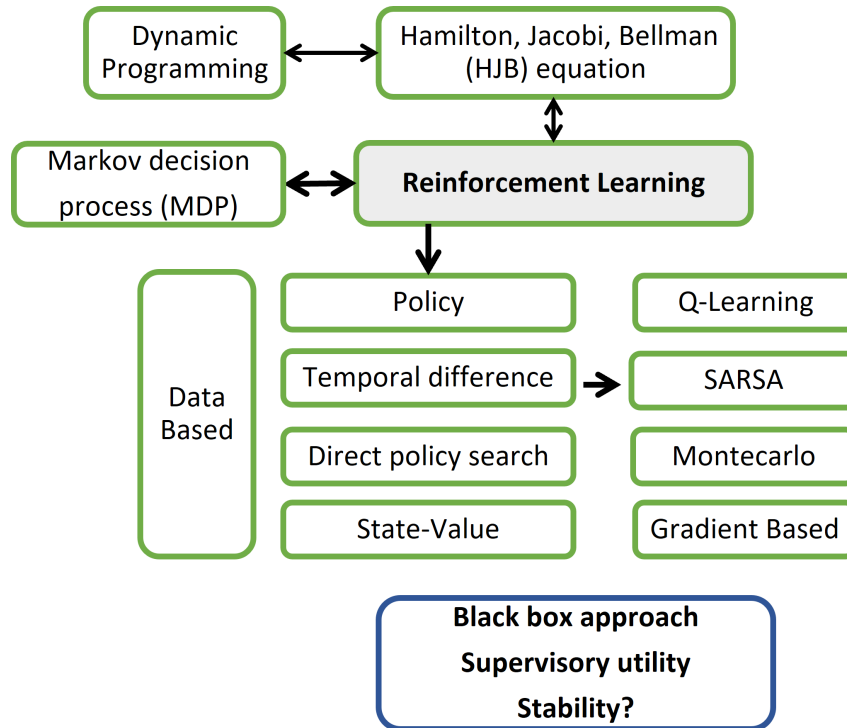 Dynamic
Programming
Hamilton, Jacobi, Bellman
(HJB) equation
Markov decision
process (MDP)
Reinforcement Learning
Data
Based
Policy
Q-Learning
Temporal difference
SARSA
Direct policy search
Montecarlo
State-Value
Gradient Based
Black box approach
Supervisory utility
Stability?